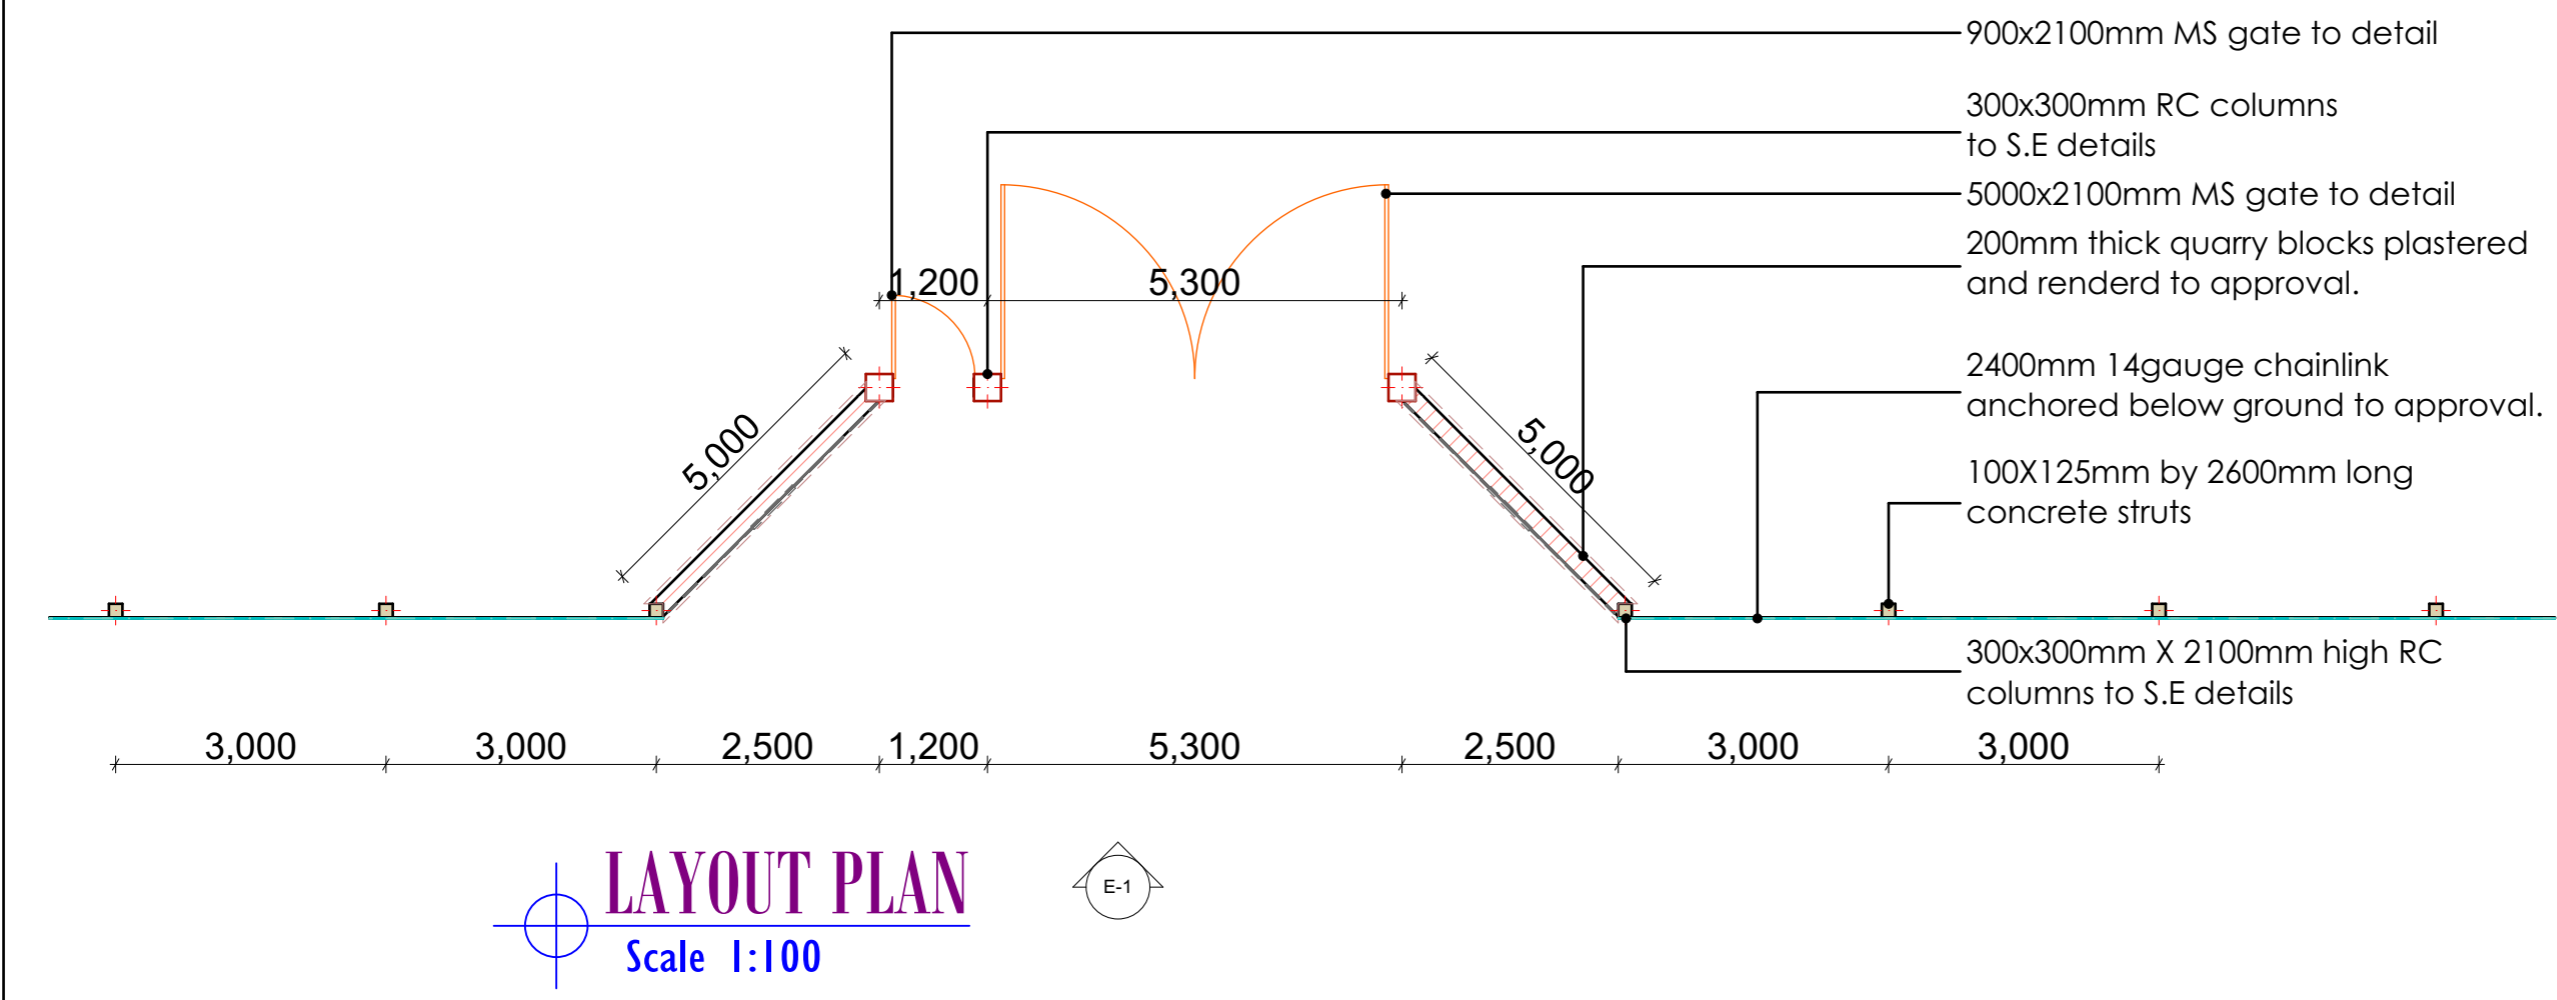 900x2100mm MS gate to detail
300x300mm RC columns
to S.E details
5000x2100mm MS gate to detail
200mm thick quarry blocks plastered
and renderd to approval.
1,200
5,300
2400mm 14gauge chainlink
anchored below ground to approval.
5,000
5,000
100X125mm by 2600mm long
concrete struts
300x300mm X 2100mm high RC
columns to S.E details
3,000 3,000 2,500 1,200 5,300 2,500 3,000 3,000
LAYOUT PLAN
Scale 1:100
E-1